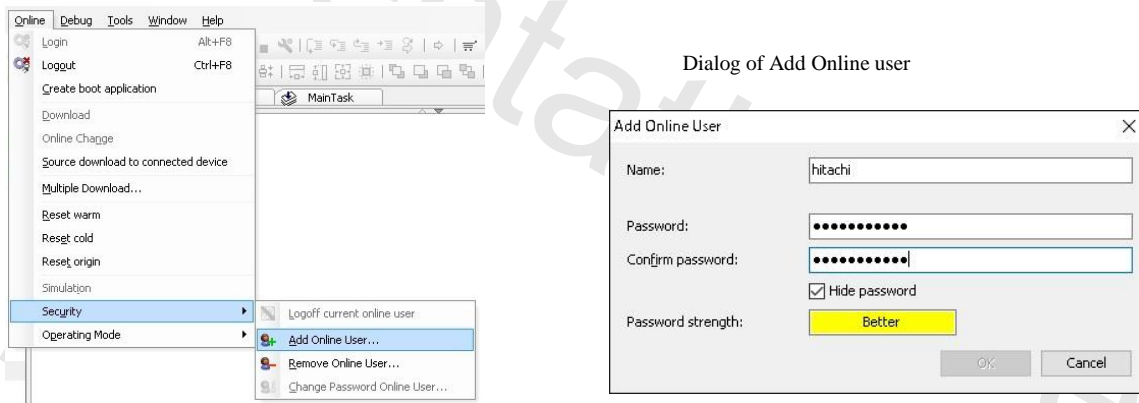 Online Debug Tools Window Help
Login Alt+F8
Logout Ctrl+F8
Create boot application
Download
Online Change
Source download to connected device
Multiple Download...
Reset warm
Reset cold
Reset origin
Simulation
Security
Operating Mode
MainTask
Logoff current online user
Add Online User...
Remove Online User...
Change Password Online User...
Dialog of Add Online user
Add Online User
Name: hitachi
Password: ●●●●●●●●●●●
Confirm password: ●●●●●●●●●●●
Hide password
Password strength: Better
OK Cancel